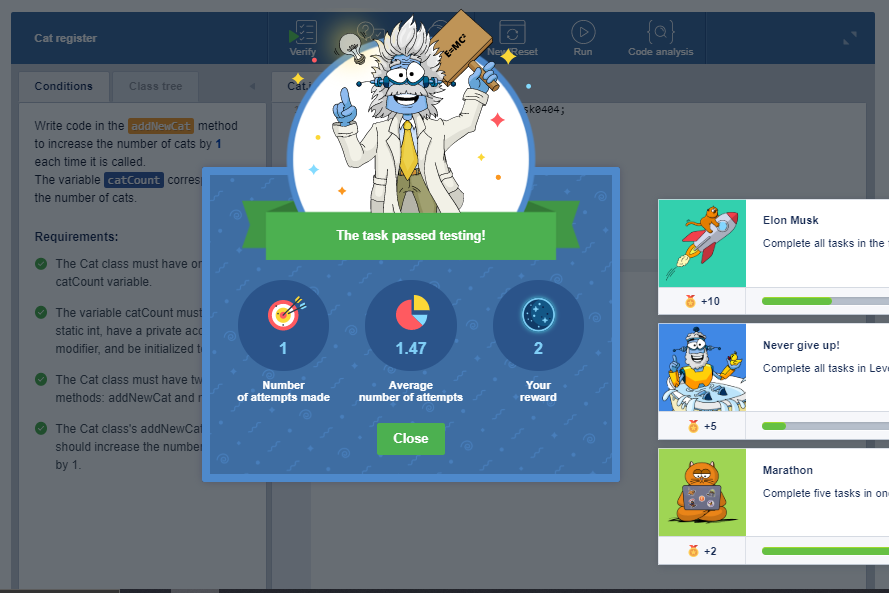 Cat register
Verify
New
Reset
Run
Code analysis
E=MC²
Conditions
Class tree
Write code in the addNewCat method
to increase the number of cats by 1
each time it is called.
The variable catCount
the number of cats.
Requirements:
The Cat class must have
catCount variable.
The variable catCount must
static int, have a private
modifier, and be initialized
The Cat class must have
methods: addNewCat and
The Cat class's addNewCat
should increase the number
by 1.
The task passed testing!
1
1.47
2
Number
of attempts made
Average
number of attempts
Your
reward
Close
Elon Musk
Complete all tasks in the
+10
Never give up!
Complete all tasks in
+5
Marathon
Complete five tasks in
+2